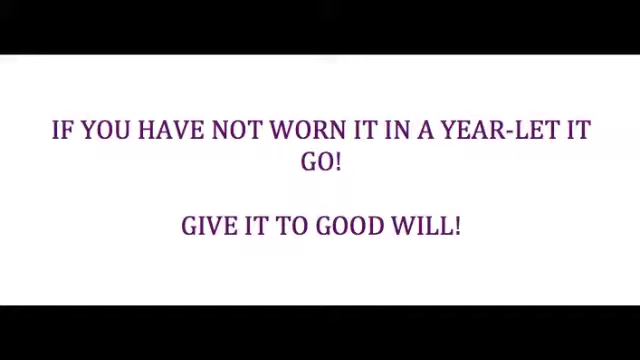 IF YOU HAVE NOT WORN IT IN A YEAR-LET IT
GO!
GIVE IT TO GOOD WILL!